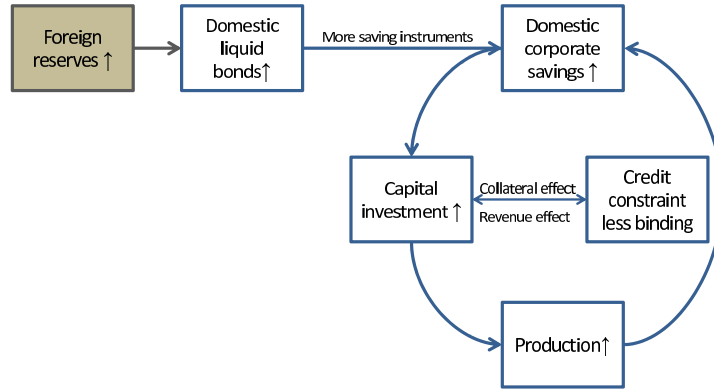 Foreign
reserves ↑
Domestic
liquid
bonds↑
More saving instruments
Domestic
corporate
savings ↑
Capital
investment ↑
Collateral effect
Revenue effect
Credit
constraint
less binding
Production↑